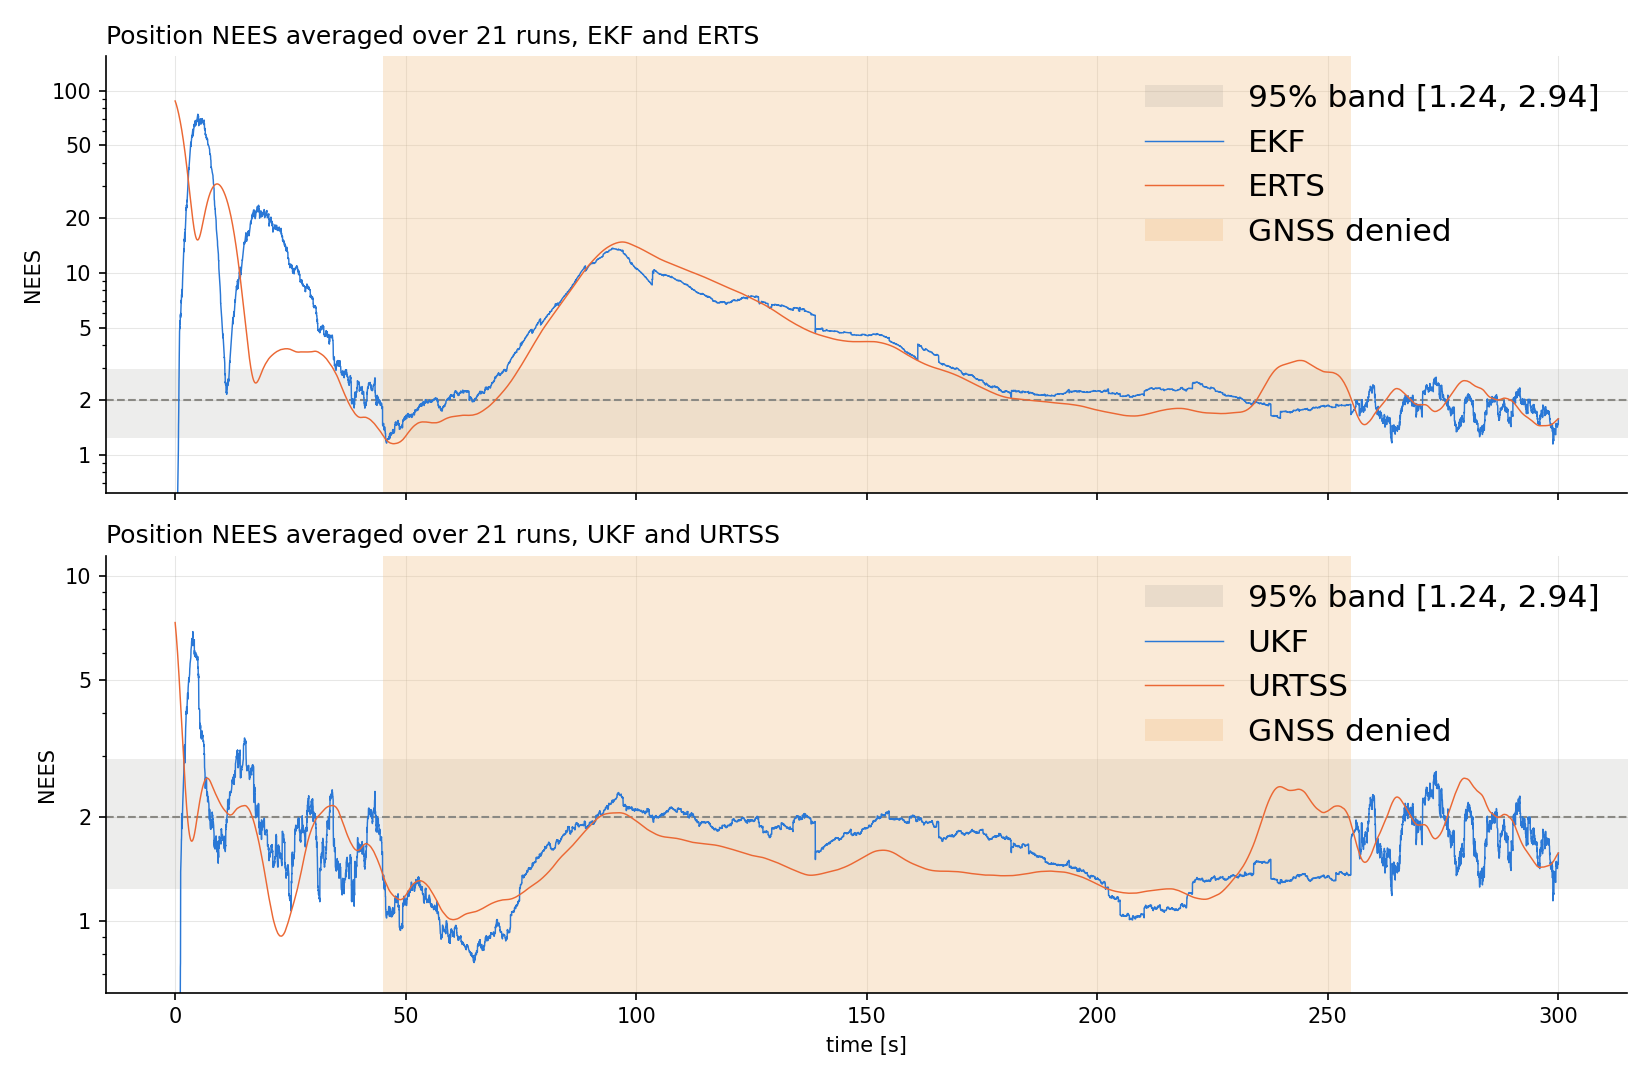 Position NEES averaged over 21 runs, EKF and ERTS
100
50
20
10
5
2
1
NEES
95% band [1.24, 2.94]
EKF
ERTS
GNSS denied
Position NEES averaged over 21 runs, UKF and URTSS
10
5
2
1
NEES
95% band [1.24, 2.94]
UKF
URTSS
GNSS denied
0 50 100 150 200 250 300
time [s]